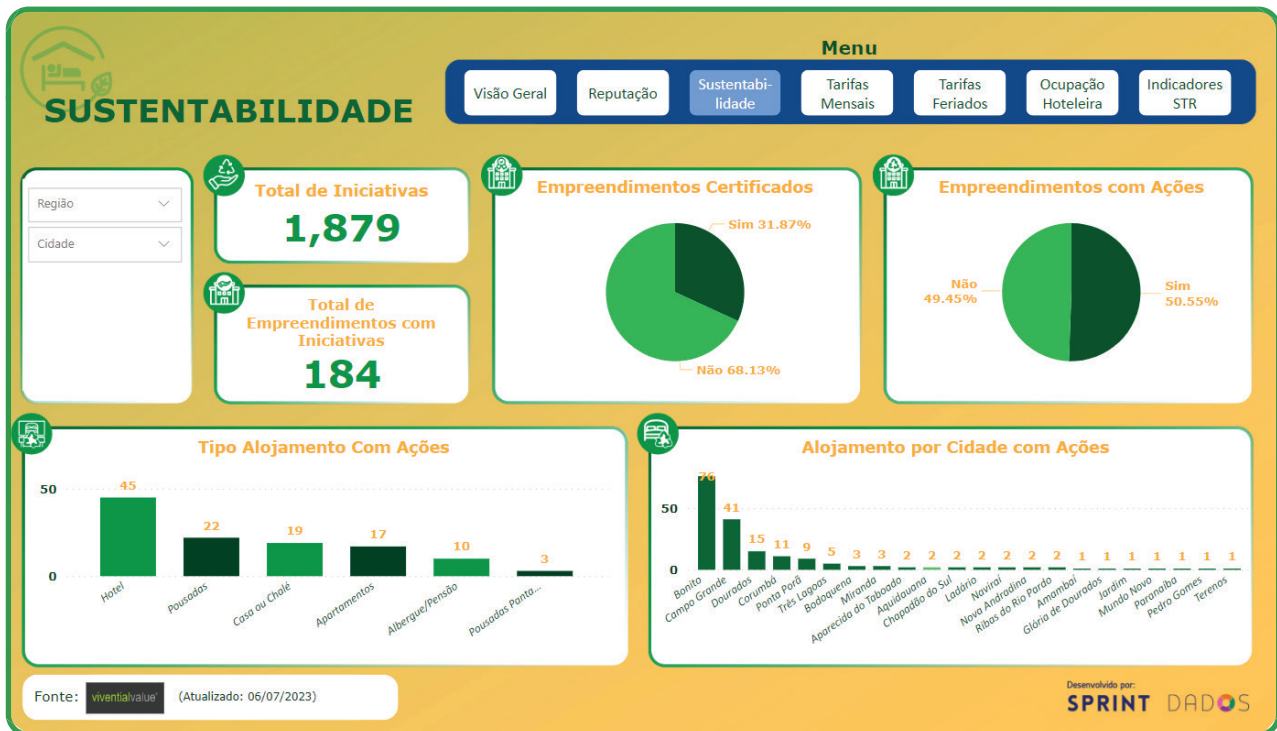 Menu
SUSTENTABILIDADE
Visão Geral
Reputação
Sustentabi-
lidade
Tarifas
Mensais
Tarifas
Feriados
Ocupação
Hoteleira
Indicadores
STR
Região
Cidade
Total de Iniciativas
1,879
Total de
Empreendimentos com
Iniciativas
184
Empreendimentos Certificados
Sim 31.87%
Não 68.13%
Empreendimentos com Ações
Não
49.45%
Sim
50.55%
Tipo Alojamento Com Ações
50
0
45
22
19
17
10
3
Hotel
Pousadas
Casa ou Chalé
Apartamentos
Albergue/Pensão
Pousadas Panta...
Alojamento por Cidade com Ações
50
0
76
41
15
11
9
5
3
3
2
2
2
2
2
2
2
1
1
1
1
1
1
1
Bonito
Campo Grande
Dourados
Corumbá
Ponta Porã
Três Lagoas
Bodoquena
Miranda
Aparecida do Taboado
Aquidauana
Chapadão do Sul
Ladário
Naviraí
Nova Andradina
Ribas do Rio Pardo
Amambai
Glória de Dourados
Jardim
Mundo Novo
Paranaíba
Pedro Gomes
Terenos
Fonte:
vivential value
(Atualizado: 06/07/2023)
Desenvolvido por:
SPRINT DADOS